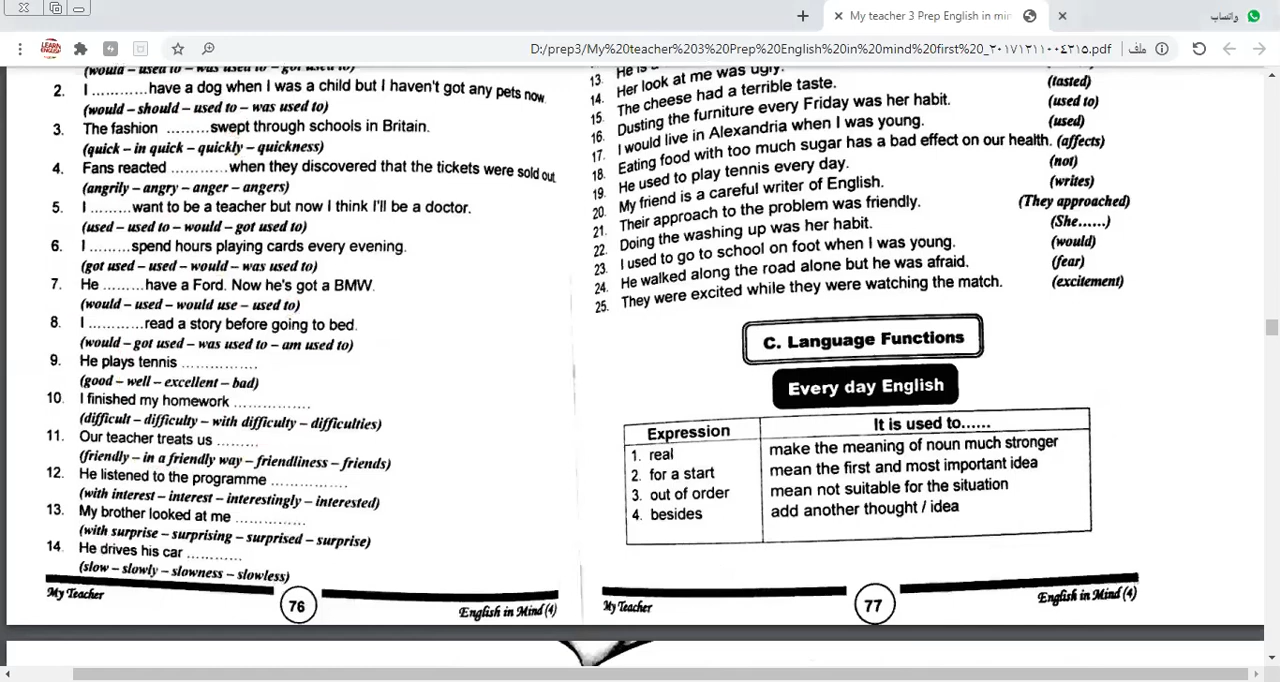 My teacher 3 Prep English in min
واتساب
D:/prep3/My%20teacher%203%20Prep%20English%20in%20mind%20first%20_٢٠١٧١٢١١٠٠٤٢١٥.pdf
ملف
(would – used to – was used to – got used to)
2. I ............have a dog when I was a child but I haven't got any pets now.
(would – should – used to – was used to)
3. The fashion .........swept through schools in Britain.
(quick – in quick – quickly – quickness)
4. Fans reacted ............when they discovered that the tickets were sold out.
(angrily – angry – anger – angers)
5. I .........want to be a teacher but now I think I'll be a doctor.
(used – used to – would – got used to)
6. I .........spend hours playing cards every evening.
(got used – used – would – was used to)
7. He .........have a Ford. Now he's got a BMW.
(would – used – would use – used to)
8. I ............read a story before going to bed.
(would – got used – was used to – am used to)
9. He plays tennis ................
(good – well – excellent – bad)
10. I finished my homework ................
(difficult – difficulty – with difficulty – difficulties)
11. Our teacher treats us .........
(friendly – in a friendly way – friendliness – friends)
12. He listened to the programme ................
(with interest – interest – interestingly – interested)
13. My brother looked at me ...............
(with surprise – surprising – surprised – surprise)
14. He drives his car ............
(slow – slowly – slowness – slowless)
My Teacher
76
English in Mind (4)
13. He is
14. Her look at me was ugly.
15. The cheese had a terrible taste. (tasted)
16. Dusting the furniture every Friday was her habit. (used to)
17. I would live in Alexandria when I was young. (used)
18. Eating food with too much sugar has a bad effect on our health. (affects)
19. He used to play tennis every day. (not)
20. My friend is a careful writer of English. (writes)
21. Their approach to the problem was friendly. (They approached)
22. Doing the washing up was her habit. (She......)
23. I used to go to school on foot when I was young. (would)
24. He walked along the road alone but he was afraid. (fear)
25. They were excited while they were watching the match. (excitement)
C. Language Functions
Every day English
Expression It is used to......
1. real make the meaning of noun much stronger
2. for a start mean the first and most important idea
3. out of order mean not suitable for the situation
4. besides add another thought / idea
My Teacher
77
English in Mind (4)